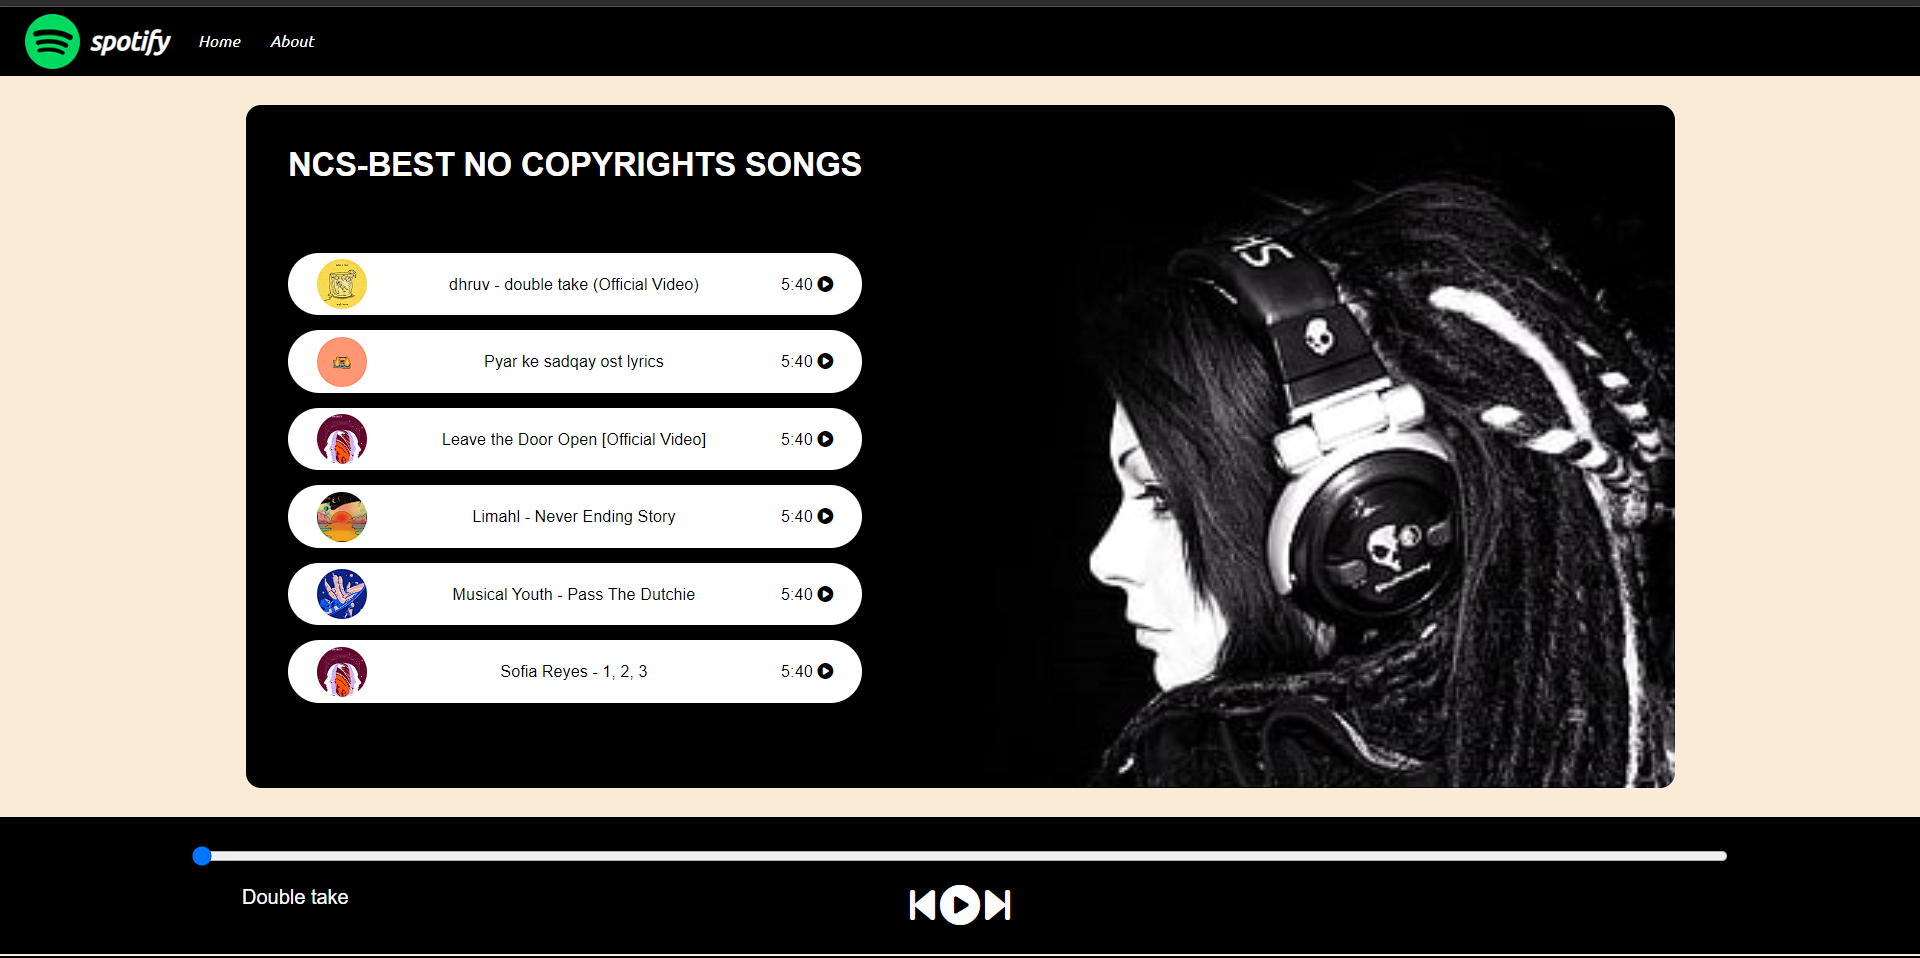 spotify Home About
NCS-BEST NO COPYRIGHTS SONGS
dhruv - double take (Official Video) 5:40
Pyar ke sadqay ost lyrics 5:40
Leave the Door Open [Official Video] 5:40
Limahl - Never Ending Story 5:40
Musical Youth - Pass The Dutchie 5:40
Sofia Reyes - 1, 2, 3 5:40
Double take